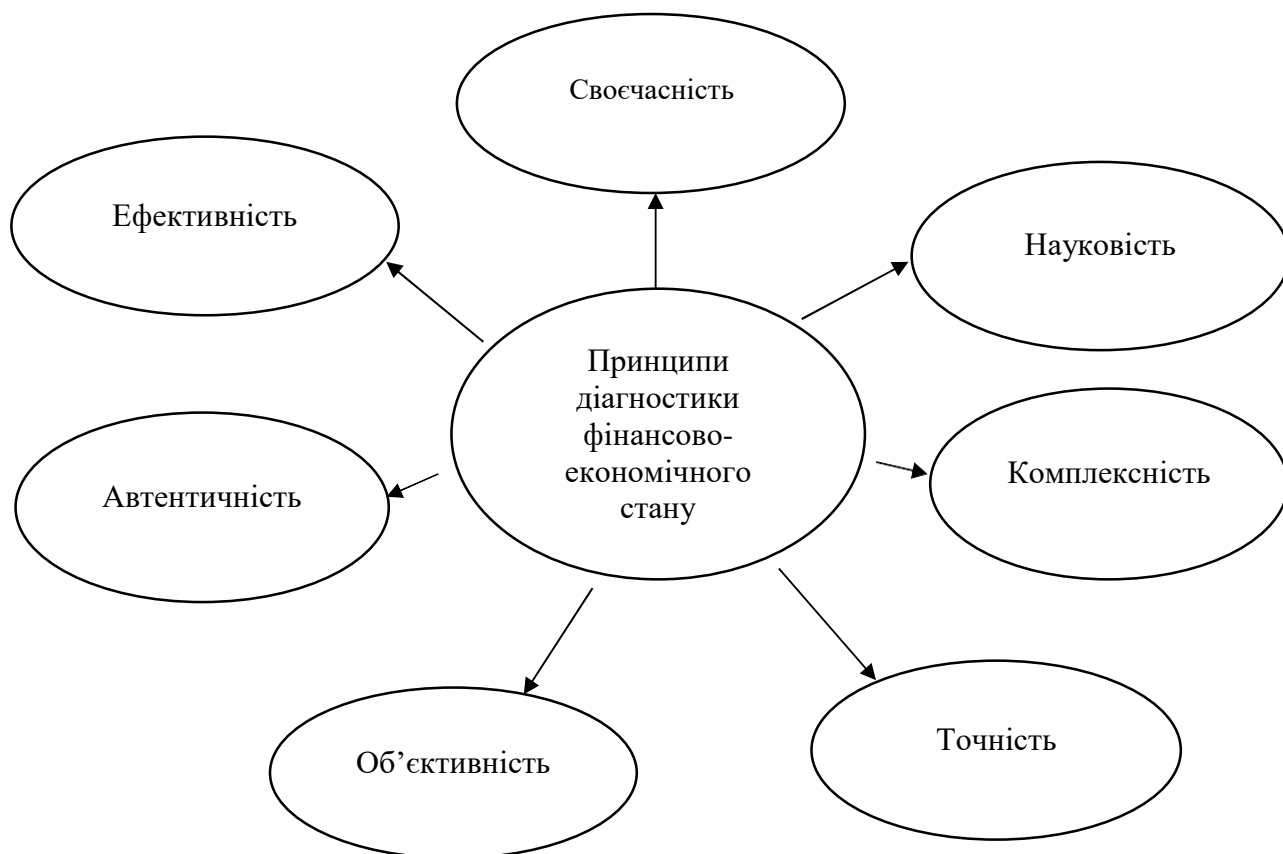 Своєчасність
Ефективність
Науковість
Принципи
діагностики
фінансово-
економічного
стану
Комплексність
Автентичність
Точність
Об’єктивність